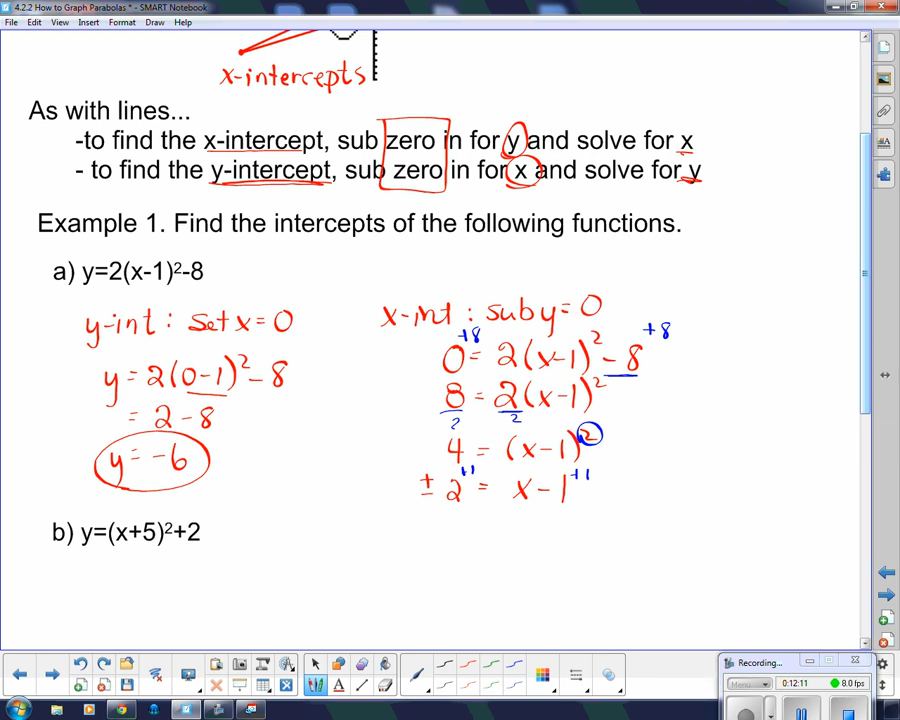 4.2.2 How to Graph Parabolas * - SMART Notebook
File Edit View Insert Format Draw Help
x-intercepts
As with lines...
-to find the x-intercept, sub zero in for y and solve for x
- to find the y-intercept, sub zero in for x and solve for y
Example 1. Find the intercepts of the following functions.
a) y=2(x-1)²-8
y-int : set x = 0
y = 2(0-1)² - 8
= 2 - 8
y = -6
x-int : sub y = 0
+8 +8
0 = 2(x-1)² - 8
8 = 2(x-1)²
2 2
4 = (x-1)²
+1 +1
± 2 = x - 1
b) y=(x+5)²+2
Recording...
Menu
0:12:11 8.0 fps